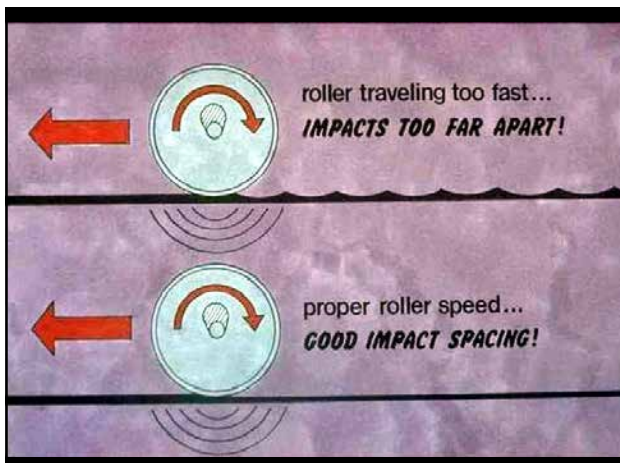 roller traveling too fast...
IMPACTS TOO FAR APART!
proper roller speed...
GOOD IMPACT SPACING!